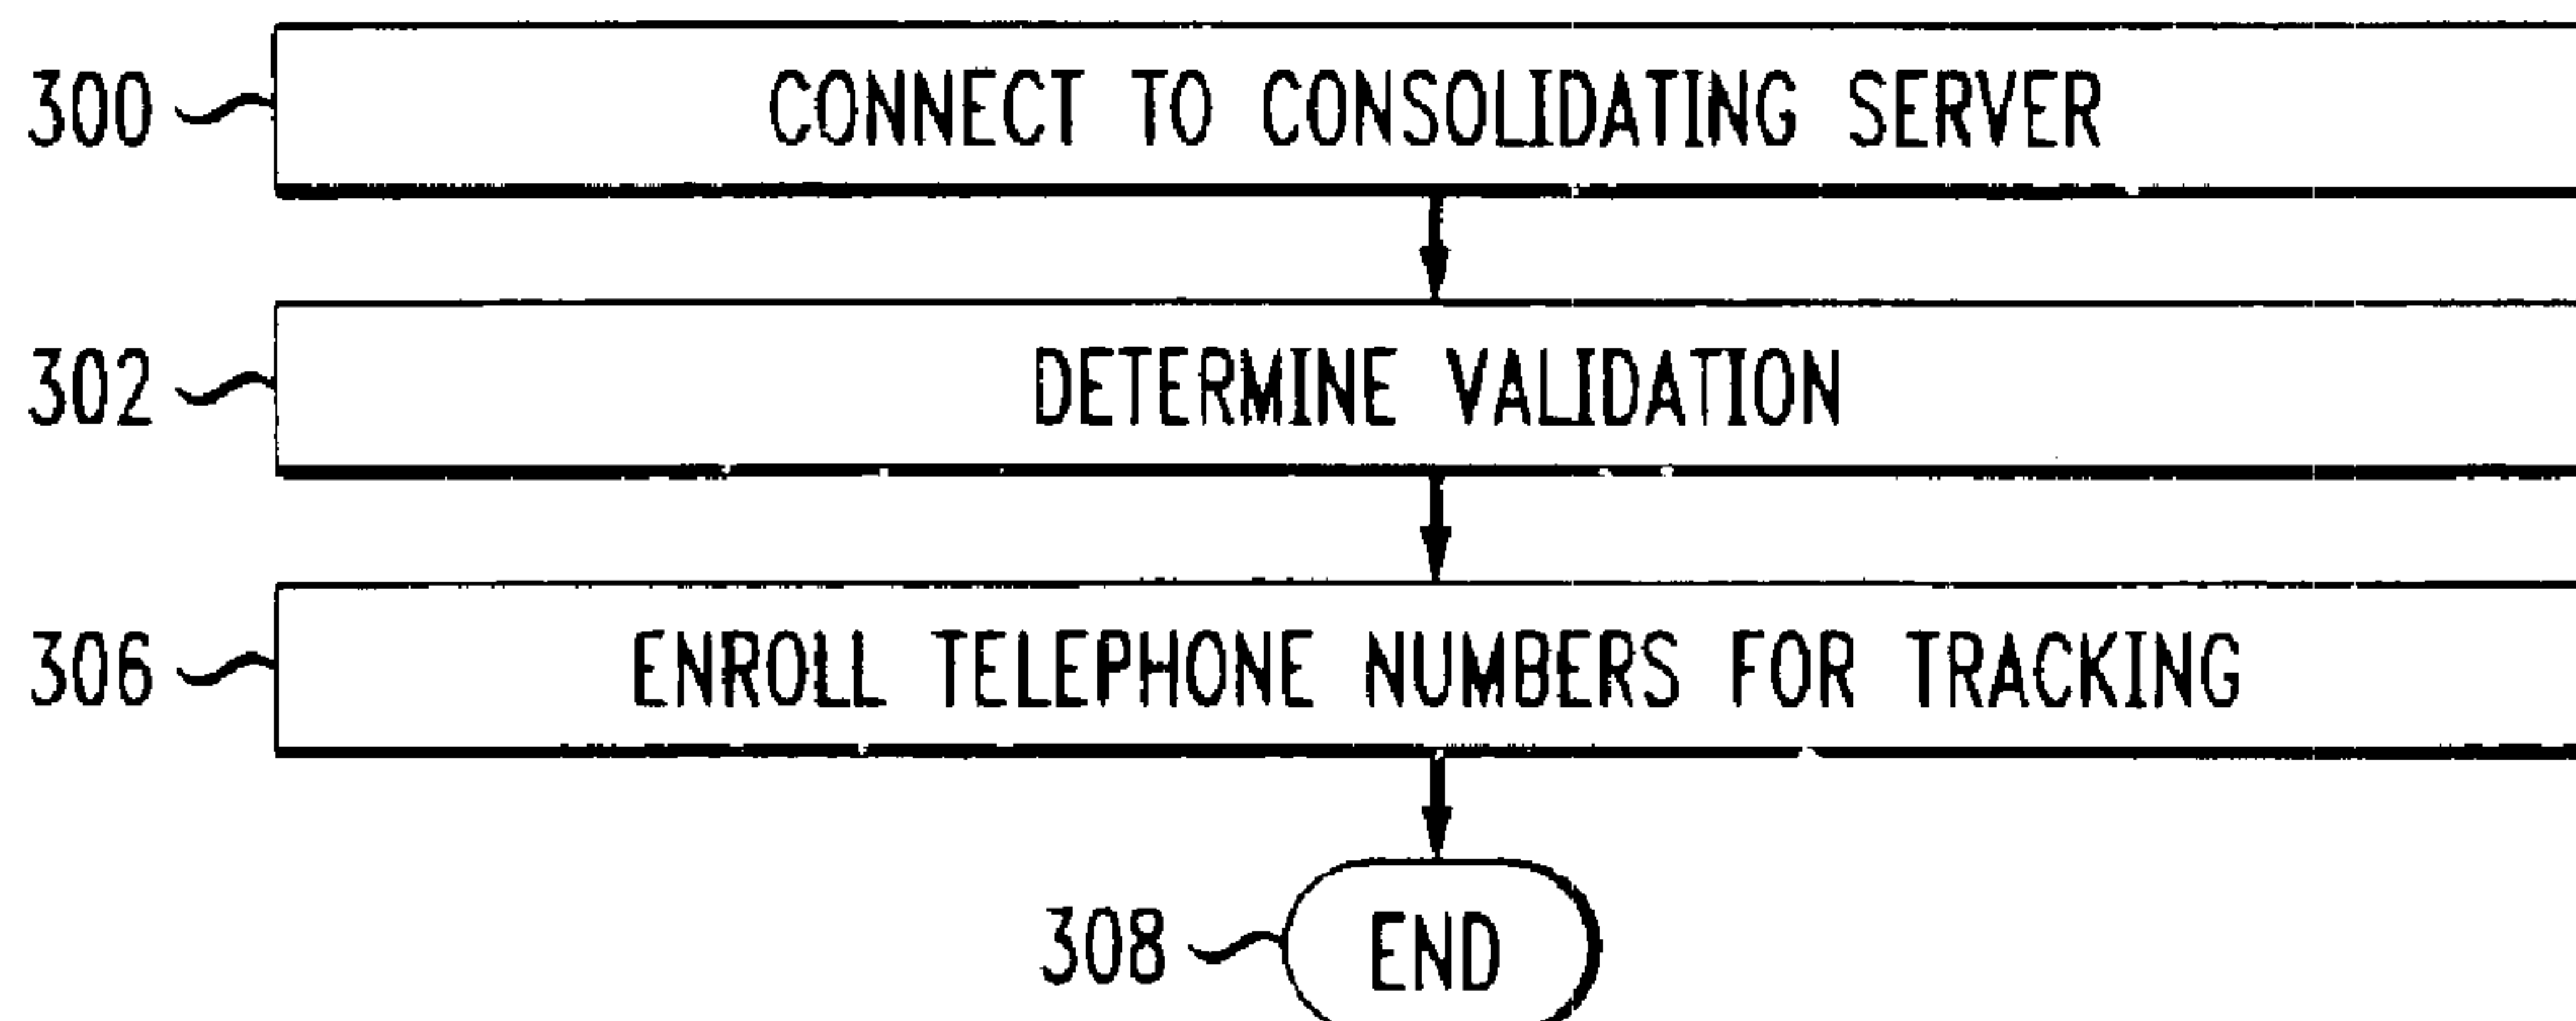 300 CONNECT TO CONSOLIDATING SERVER
302 DETERMINE VALIDATION
306 ENROLL TELEPHONE NUMBERS FOR TRACKING
308 END